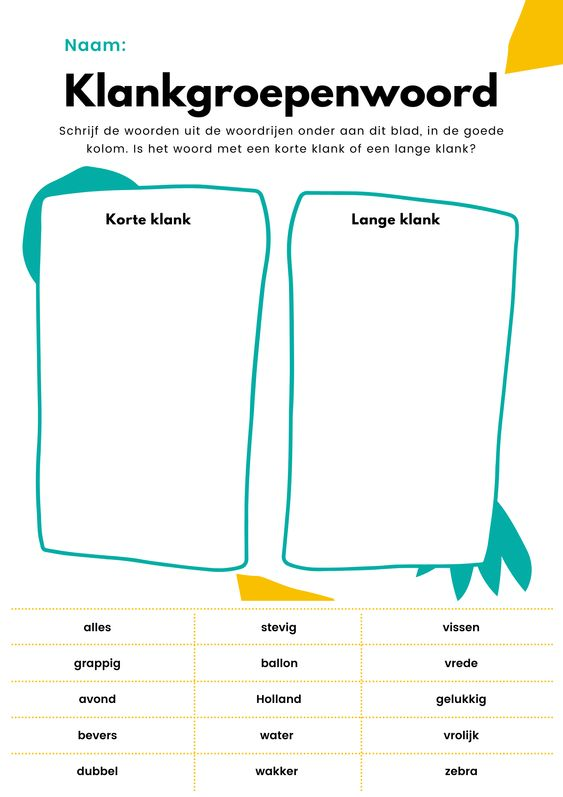 Naam:
Klankgroepenwoord
Schrijf de woorden uit de woordrijen onder aan dit blad, in de goede
kolom. Is het woord met een korte klank of een lange klank?
Korte klank
Lange klank
alles stevig vissen
grappig ballon vrede
avond Holland gelukkig
bevers water vrolijk
dubbel wakker zebra